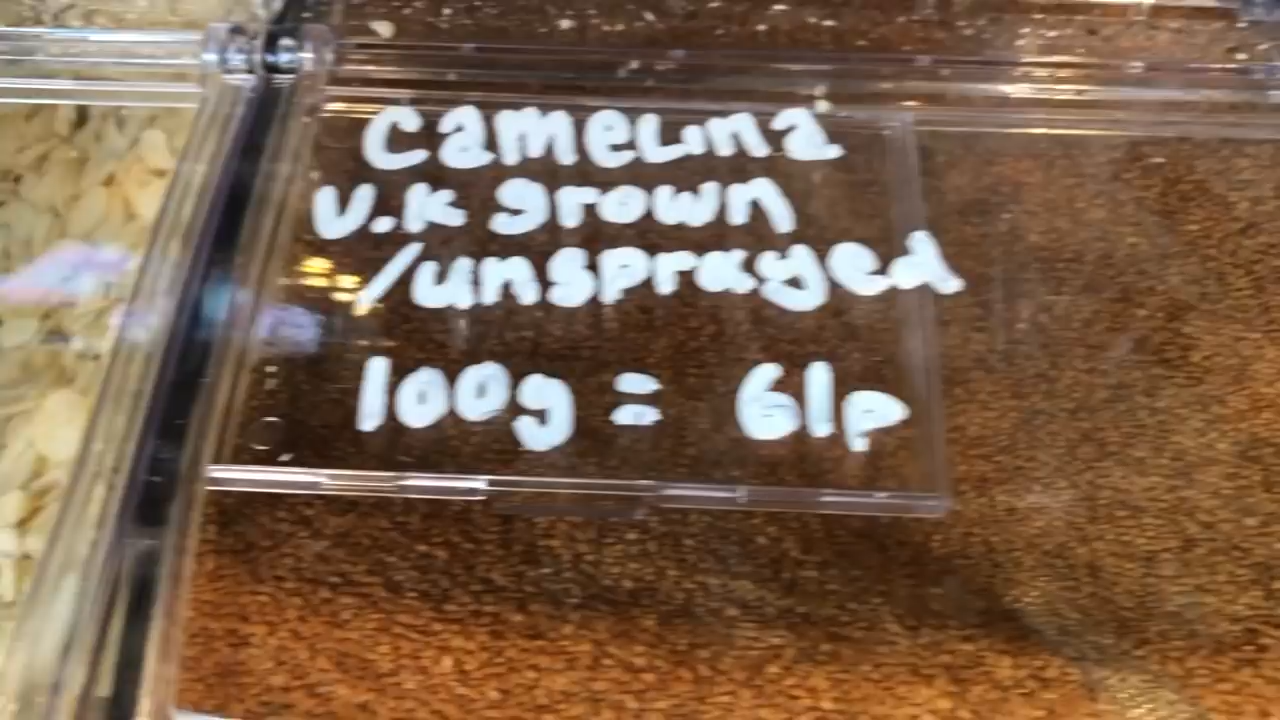 camelina
U.K grown
/unsprayed
100g = 61p